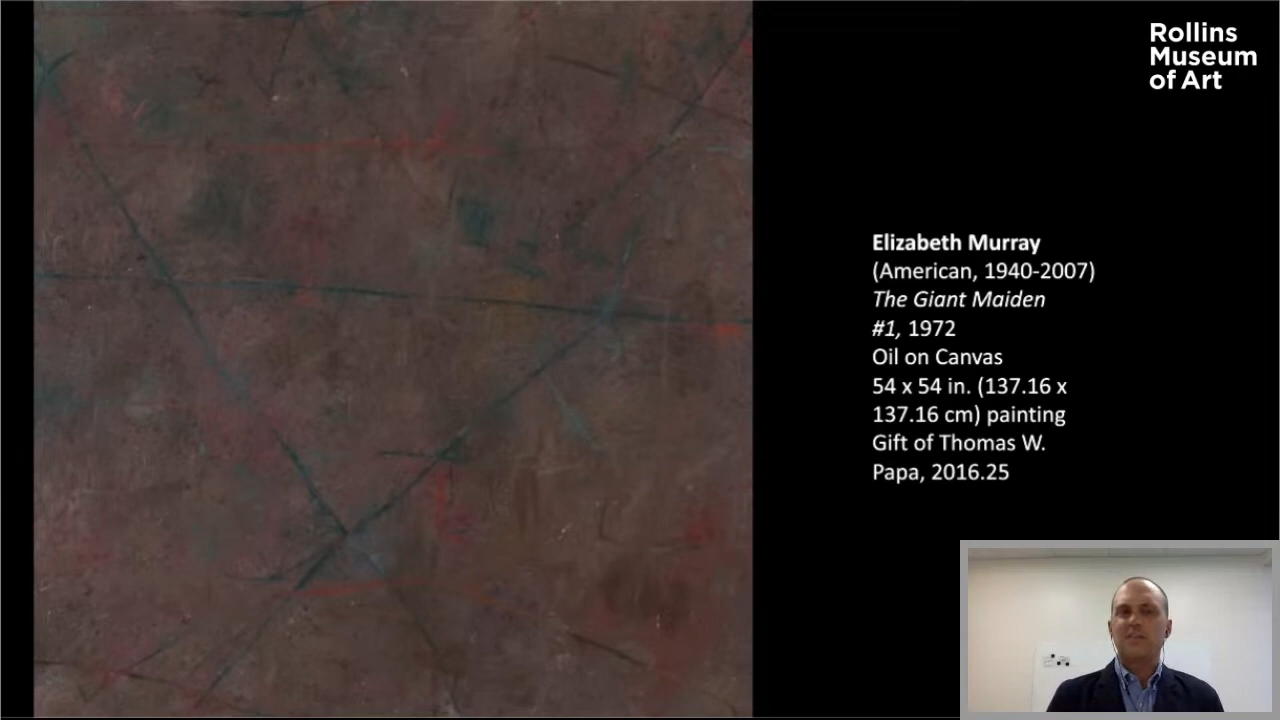 Rollins
Museum
of Art
Elizabeth Murray
(American, 1940-2007)
The Giant Maiden
#1, 1972
Oil on Canvas
54 x 54 in. (137.16 x
137.16 cm) painting
Gift of Thomas W.
Papa, 2016.25